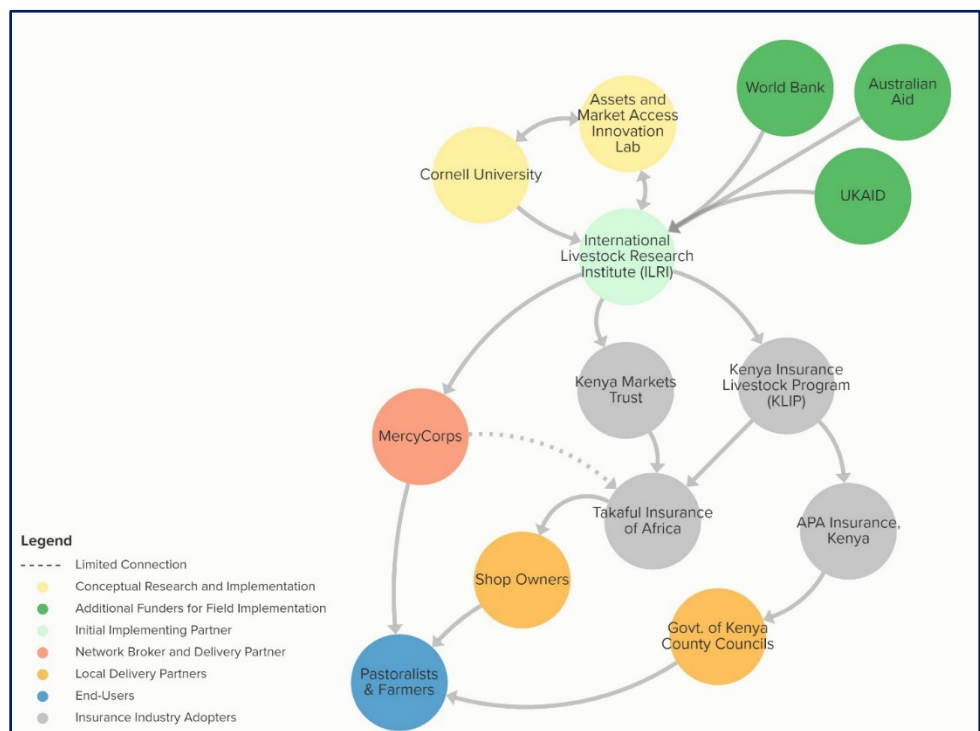 World Bank
Australian
Aid
Assets and
Market Access
Innovation
Lab
Cornell University
UKAID
International
Livestock Research
Institute (ILRI)
Kenya Markets
Trust
Kenya Insurance
Livestock Program
(KLIP)
MercyCorps
Takaful Insurance
of Africa
APA Insurance,
Kenya
Shop Owners
Govt. of Kenya
County Councils
Pastoralists
& Farmers
Legend
Limited Connection
Conceptual Research and Implementation
Additional Funders for Field Implementation
Initial Implementing Partner
Network Broker and Delivery Partner
Local Delivery Partners
End-Users
Insurance Industry Adopters